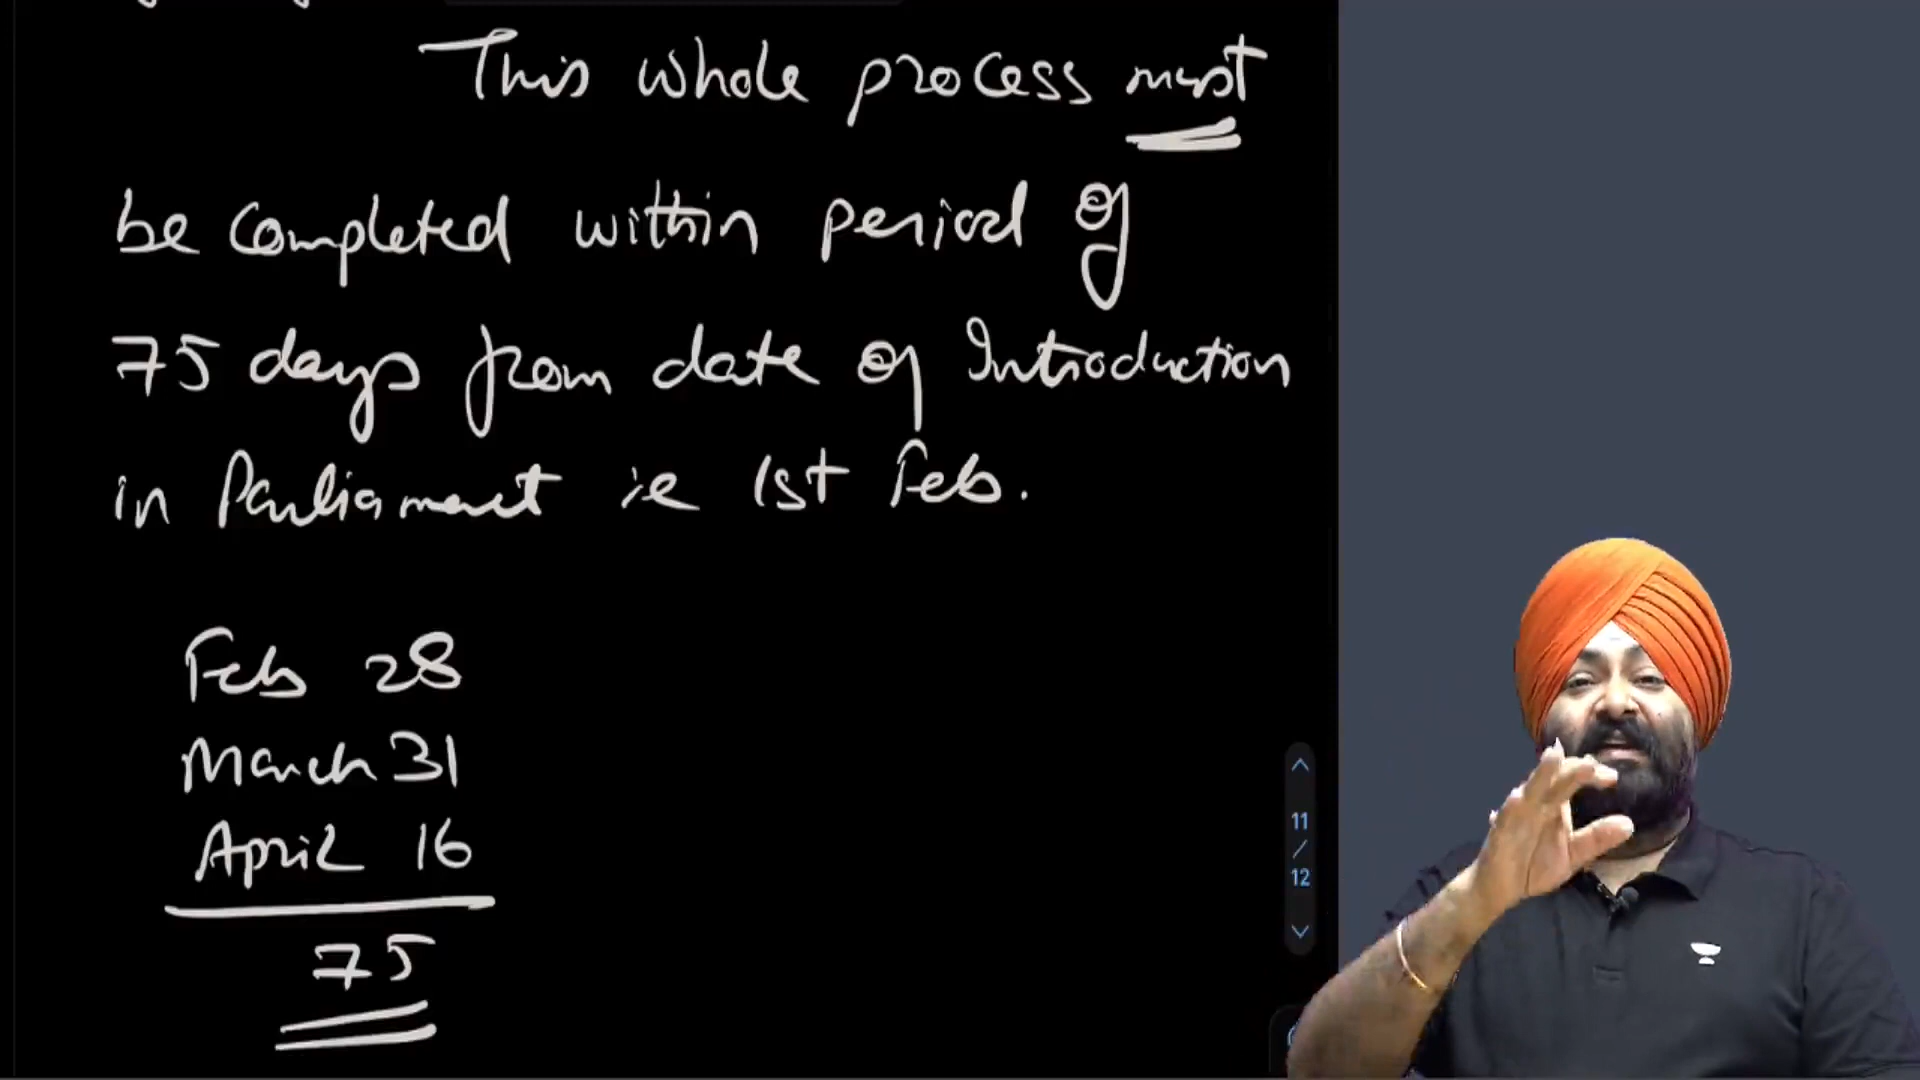 This whole process must
be completed within period of
75 days from date of Introduction
in Parliament ie 1st Feb.
Feb 28
March 31
April 16
75
11
/
12